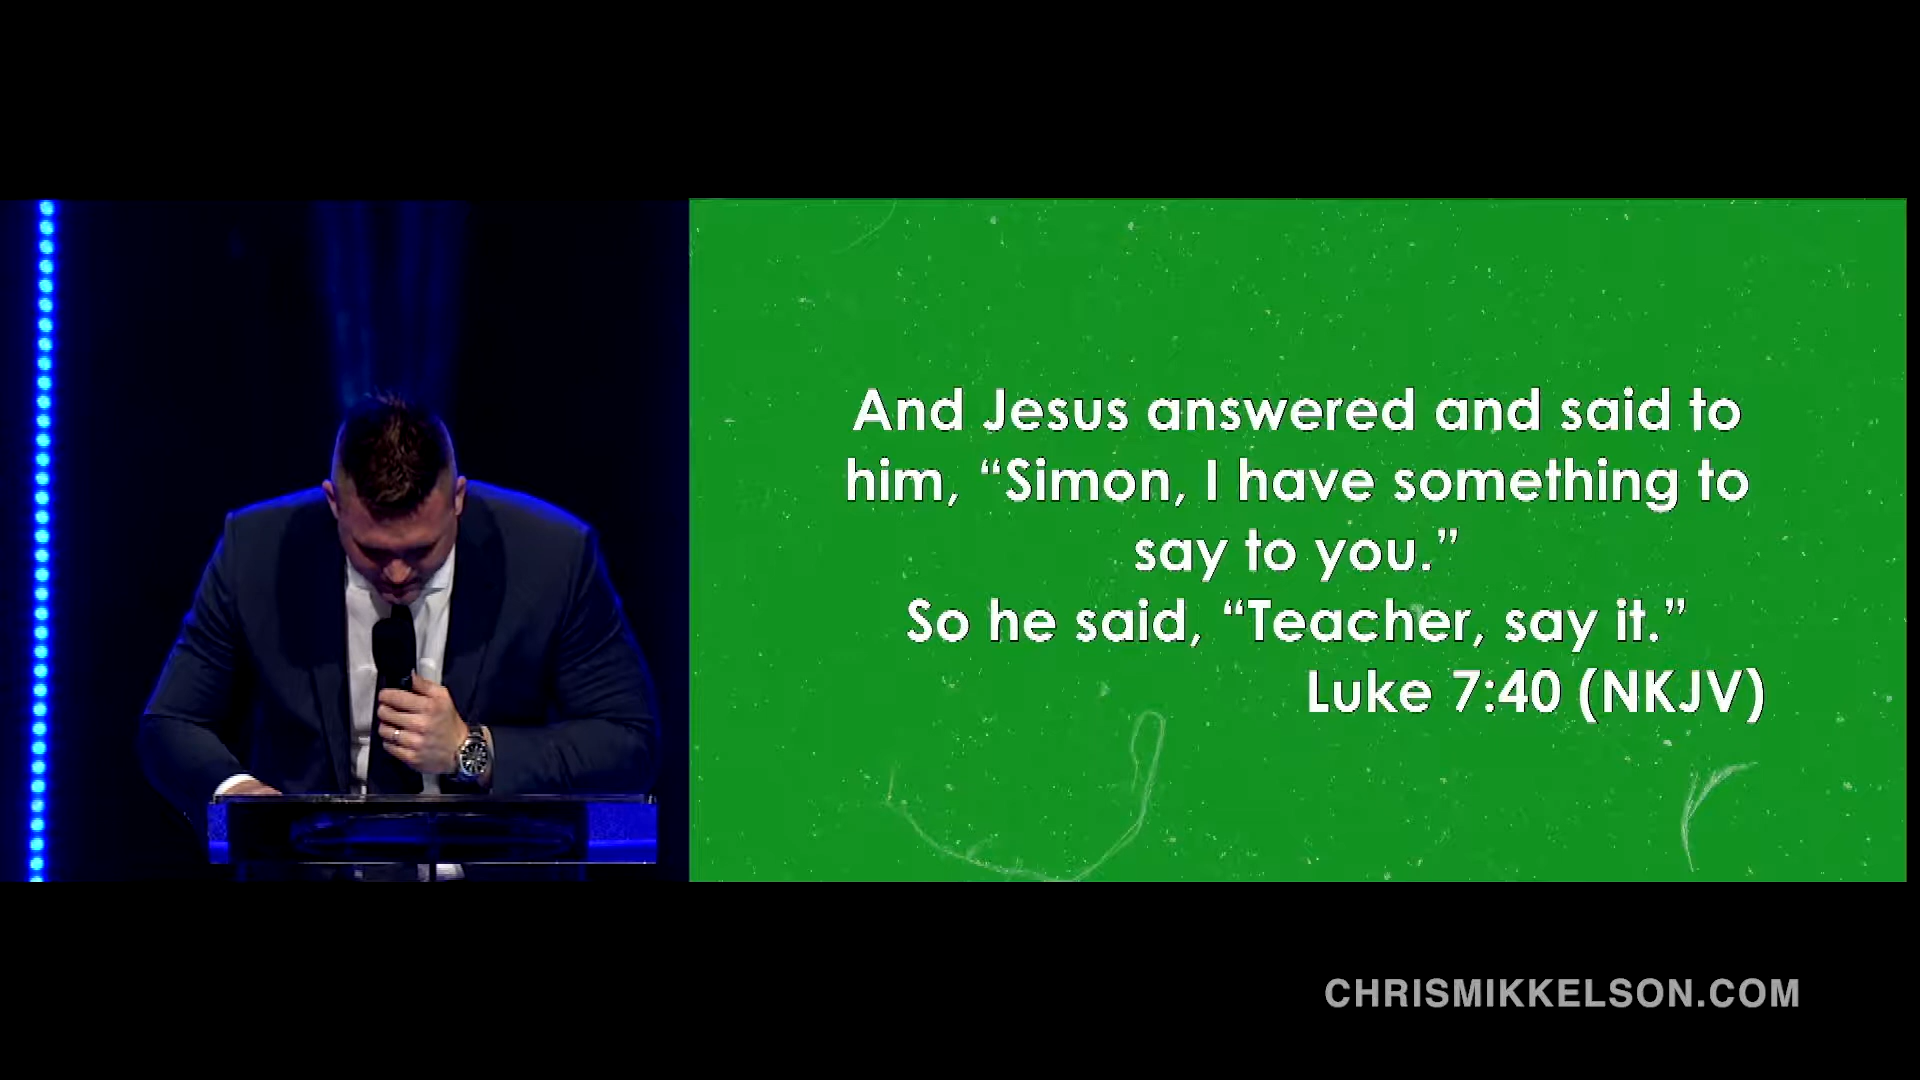 And Jesus answered and said to
him, “Simon, I have something to
say to you.”
So he said, “Teacher, say it.”
Luke 7:40 (NKJV)
CHRISMIKKELSON.COM